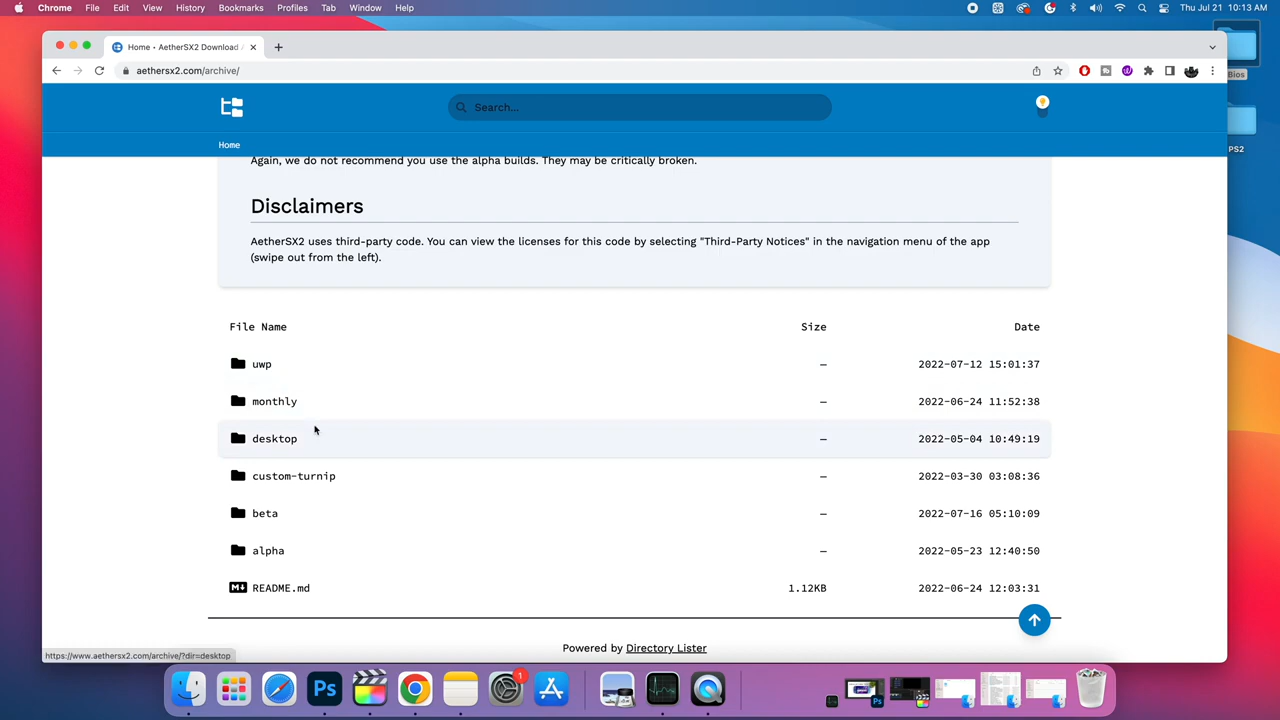 Chrome File Edit View History Bookmarks Profiles Tab Window Help Thu Jul 21 10:13 AM
Home • AetherSX2 Download
aethersx2.com/archive/
Bios
PS2
Search...
Home
Again, we do not recommend you use the alpha builds. They may be critically broken.
Disclaimers
AetherSX2 uses third-party code. You can view the licenses for this code by selecting "Third-Party Notices" in the navigation menu of the app
(swipe out from the left).
File Name Size Date
uwp — 2022-07-12 15:01:37
monthly — 2022-06-24 11:52:38
desktop — 2022-05-04 10:49:19
custom-turnip — 2022-03-30 03:08:36
beta — 2022-07-16 05:10:09
alpha — 2022-05-23 12:40:50
README.md 1.12KB 2022-06-24 12:03:31
Powered by Directory Lister
https://www.aethersx2.com/archive/?dir=desktop
Ps
1